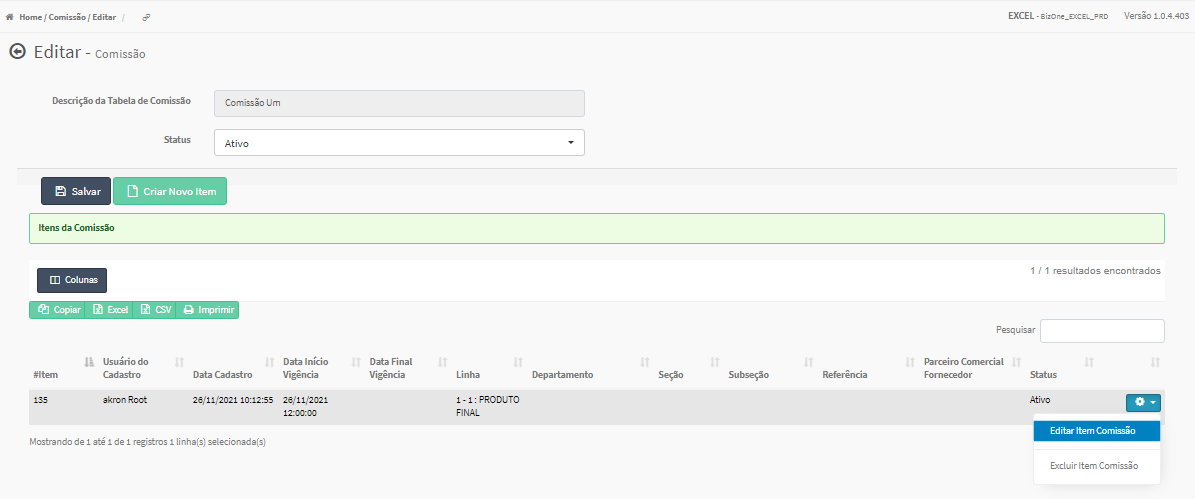 Home / Comissão / Editar /
EXCEL - BizOne_EXCEL_PRD Versão 1.0.4.403
Editar - Comissão
Descrição da Tabela de Comissão Comissão Um
Status Ativo
Salvar Criar Novo Item
Itens da Comissão
Colunas 1 / 1 resultados encontrados
Copiar Excel CSV Imprimir
Pesquisar
#Item Usuário do Cadastro Data Cadastro Data Início Vigência Data Final Vigência Linha Departamento Seção Subseção Referência Parceiro Comercial Fornecedor Status
135 akron Root 26/11/2021 10:12:55 26/11/2021 12:00:00 1 - 1 : PRODUTO FINAL Ativo
Editar Item Comissão
Mostrando de 1 até 1 de 1 registros 1 linha(s) selecionada(s)
Excluir Item Comissão